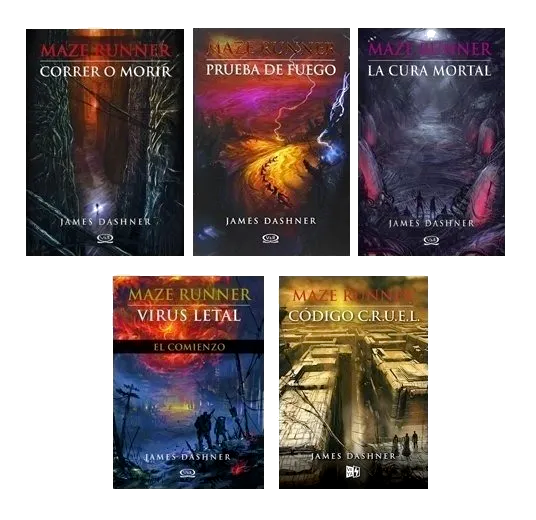 MAZE RUNNER
CORRER O MORIR
JAMES DASHNER
V&R
MAZE RUNNER
PRUEBA DE FUEGO
JAMES DASHNER
V&R
MAZE RUNNER
LA CURA MORTAL
JAMES DASHNER
V&R
MAZE RUNNER
VIRUS LETAL
EL COMIENZO
JAMES DASHNER
V&R
MAZE RUNNER
CÓDIGO C.R.U.E.L.
JAMES DASHNER